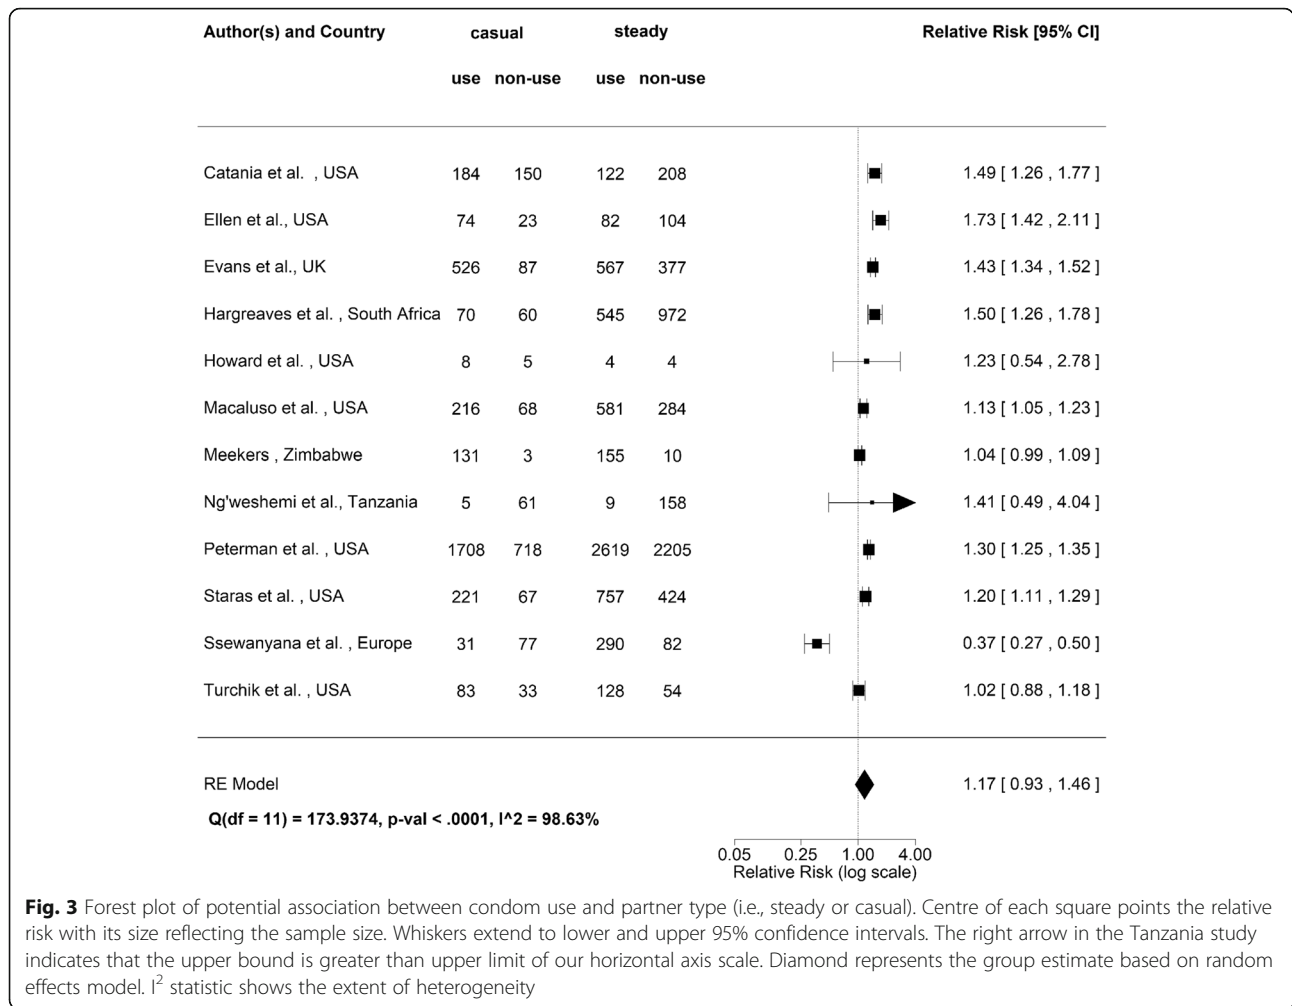 Author(s) and Country casual steady Relative Risk [95% CI]
use non-use use non-use
Catania et al. , USA 184 150 122 208 1.49 [ 1.26 , 1.77 ]
Ellen et al., USA 74 23 82 104 1.73 [ 1.42 , 2.11 ]
Evans et al., UK 526 87 567 377 1.43 [ 1.34 , 1.52 ]
Hargreaves et al. , South Africa 70 60 545 972 1.50 [ 1.26 , 1.78 ]
Howard et al. , USA 8 5 4 4 1.23 [ 0.54 , 2.78 ]
Macaluso et al. , USA 216 68 581 284 1.13 [ 1.05 , 1.23 ]
Meekers , Zimbabwe 131 3 155 10 1.04 [ 0.99 , 1.09 ]
Ng'weshemi et al., Tanzania 5 61 9 158 1.41 [ 0.49 , 4.04 ]
Peterman et al. , USA 1708 718 2619 2205 1.30 [ 1.25 , 1.35 ]
Staras et al. , USA 221 67 757 424 1.20 [ 1.11 , 1.29 ]
Ssewanyana et al. , Europe 31 77 290 82 0.37 [ 0.27 , 0.50 ]
Turchik et al. , USA 83 33 128 54 1.02 [ 0.88 , 1.18 ]
RE Model 1.17 [ 0.93 , 1.46 ]
Q(df = 11) = 173.9374, p-val < .0001, I^2 = 98.63%
0.05 0.25 1.00 4.00
Relative Risk (log scale)
Fig. 3 Forest plot of potential association between condom use and partner type (i.e., steady or casual). Centre of each square points the relative
risk with its size reflecting the sample size. Whiskers extend to lower and upper 95% confidence intervals. The right arrow in the Tanzania study
indicates that the upper bound is greater than upper limit of our horizontal axis scale. Diamond represents the group estimate based on random
effects model. I² statistic shows the extent of heterogeneity